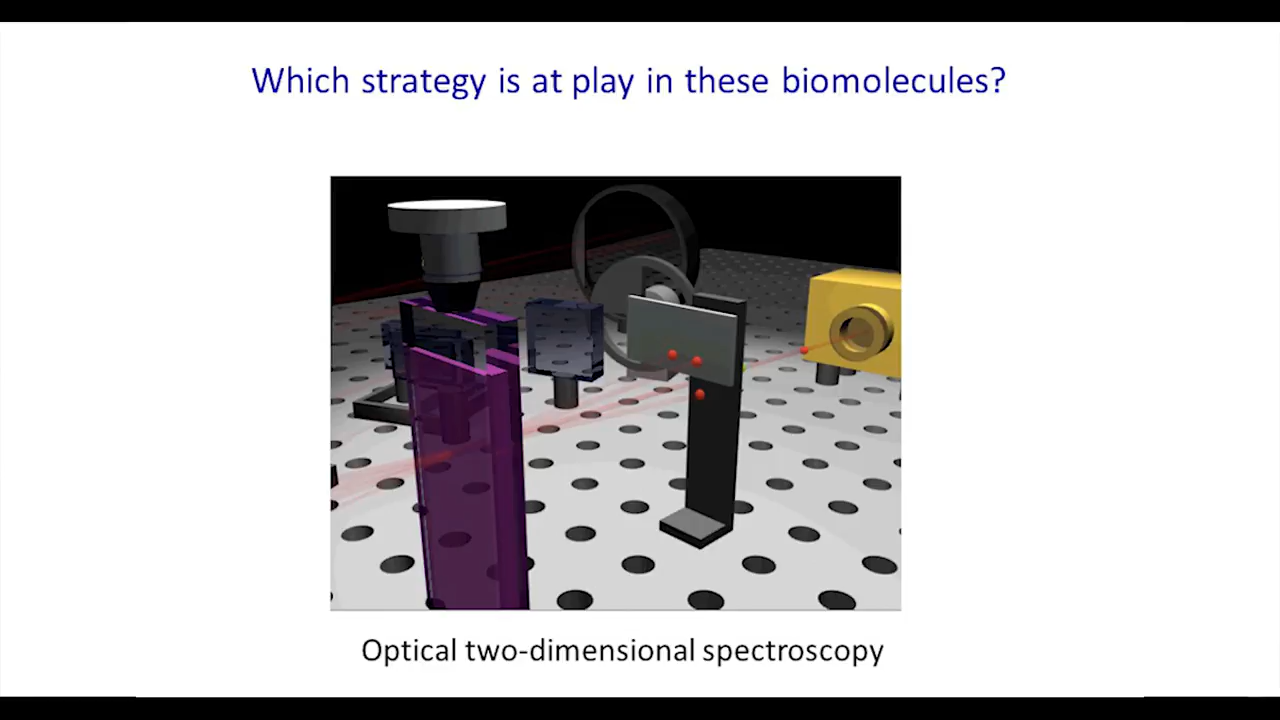 Which strategy is at play in these biomolecules?
Optical two-dimensional spectroscopy